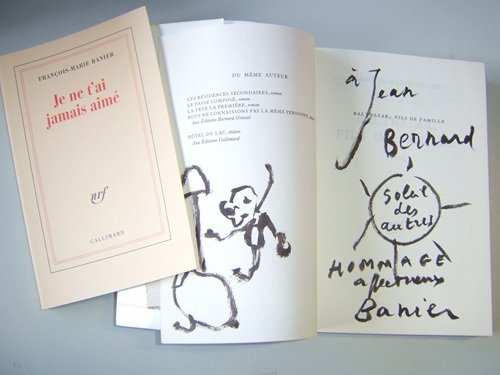 FRANÇOIS-MARIE BANIER
Je ne t'ai
jamais aimé
nrf
GALLIMARD
DU MÊME AUTEUR
LES RÉSIDENCES SECONDAIRES, roman.
LE PASSÉ COMPOSÉ, roman.
LA TÊTE LA PREMIÈRE, roman.
NOUS NE CONNAISSONS PAS LA MÊME PERSONNE,
Aux Éditions Bernard Grasset
HÔTEL DU LAC, théâtre
Aux Éditions Gallimard
à Jean
BALTHAZAR, FILS DE FAMILLE
Bernard
Soleil
des
autres
HOMMAGE
affectueux
Banier